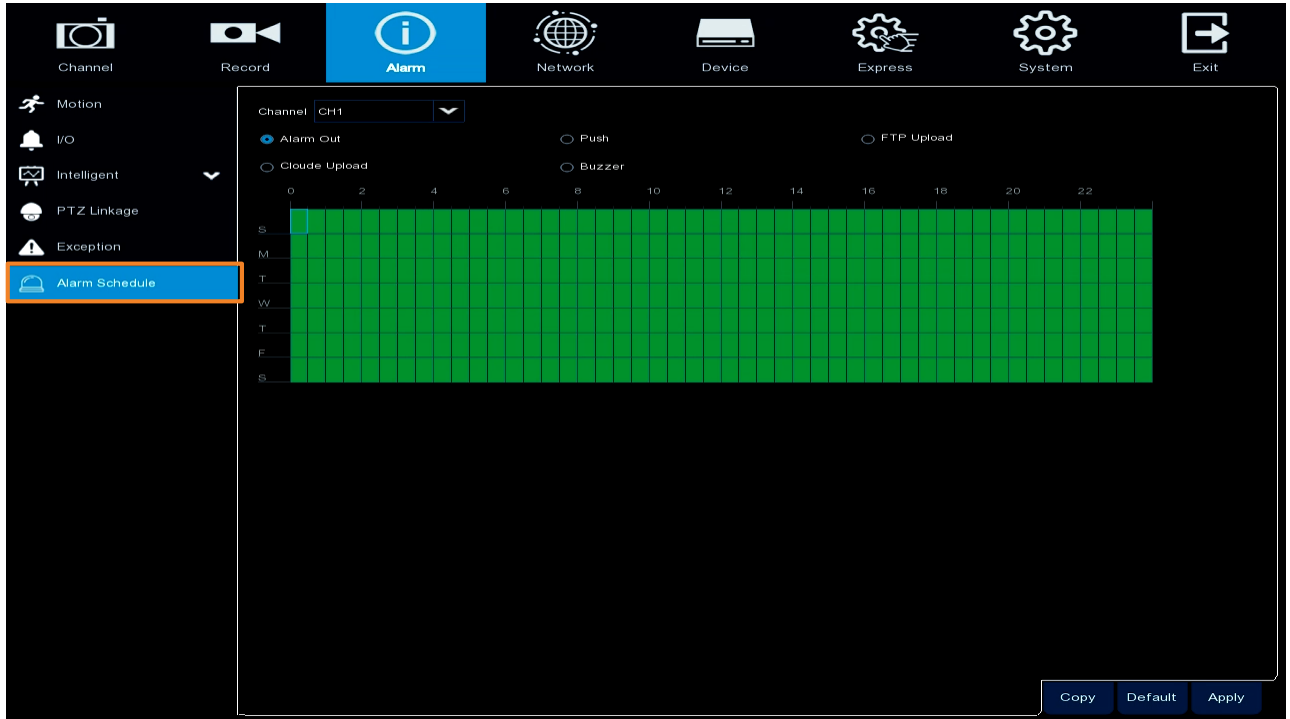 Channel Record Alarm Network Device Express System Exit
Motion
I/O
Intelligent
PTZ Linkage
Exception
Alarm Schedule
Channel CH1
Alarm Out Push FTP Upload
Cloude Upload Buzzer
0 2 4 6 8 10 12 14 16 18 20 22
S
M
T
W
T
F
S
Copy Default Apply